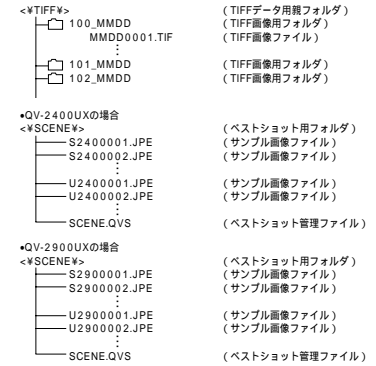 <¥TIFF¥> (TIFFデータ用親フォルダ)
100_MMDD (TIFF画像用フォルダ)
MMDD0001.TIF (TIFF画像ファイル)
101_MMDD (TIFF画像用フォルダ)
102_MMDD (TIFF画像用フォルダ)
•QV-2400UXの場合
<¥SCENE¥> (ベストショット用フォルダ)
S2400001.JPE (サンプル画像ファイル)
S2400002.JPE (サンプル画像ファイル)
U2400001.JPE (サンプル画像ファイル)
U2400002.JPE (サンプル画像ファイル)
SCENE.QVS (ベストショット管理ファイル)
•QV-2900UXの場合
<¥SCENE¥> (ベストショット用フォルダ)
S2900001.JPE (サンプル画像ファイル)
S2900002.JPE (サンプル画像ファイル)
U2900001.JPE (サンプル画像ファイル)
U2900002.JPE (サンプル画像ファイル)
SCENE.QVS (ベストショット管理ファイル)